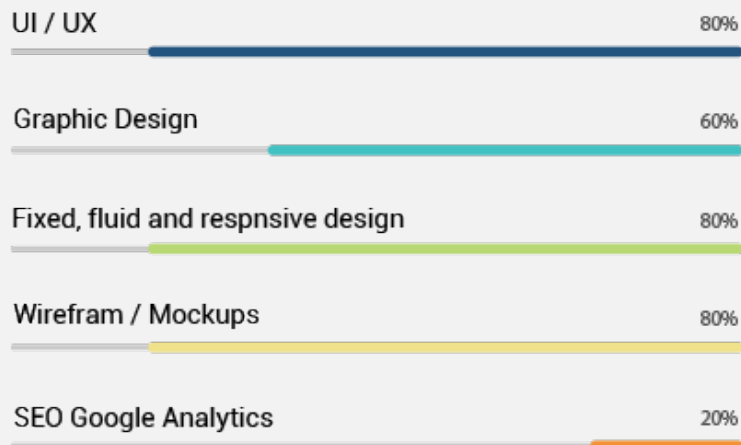 UI / UX 80%
Graphic Design 60%
Fixed, fluid and respnsive design 80%
Wirefram / Mockups 80%
SEO Google Analytics 20%